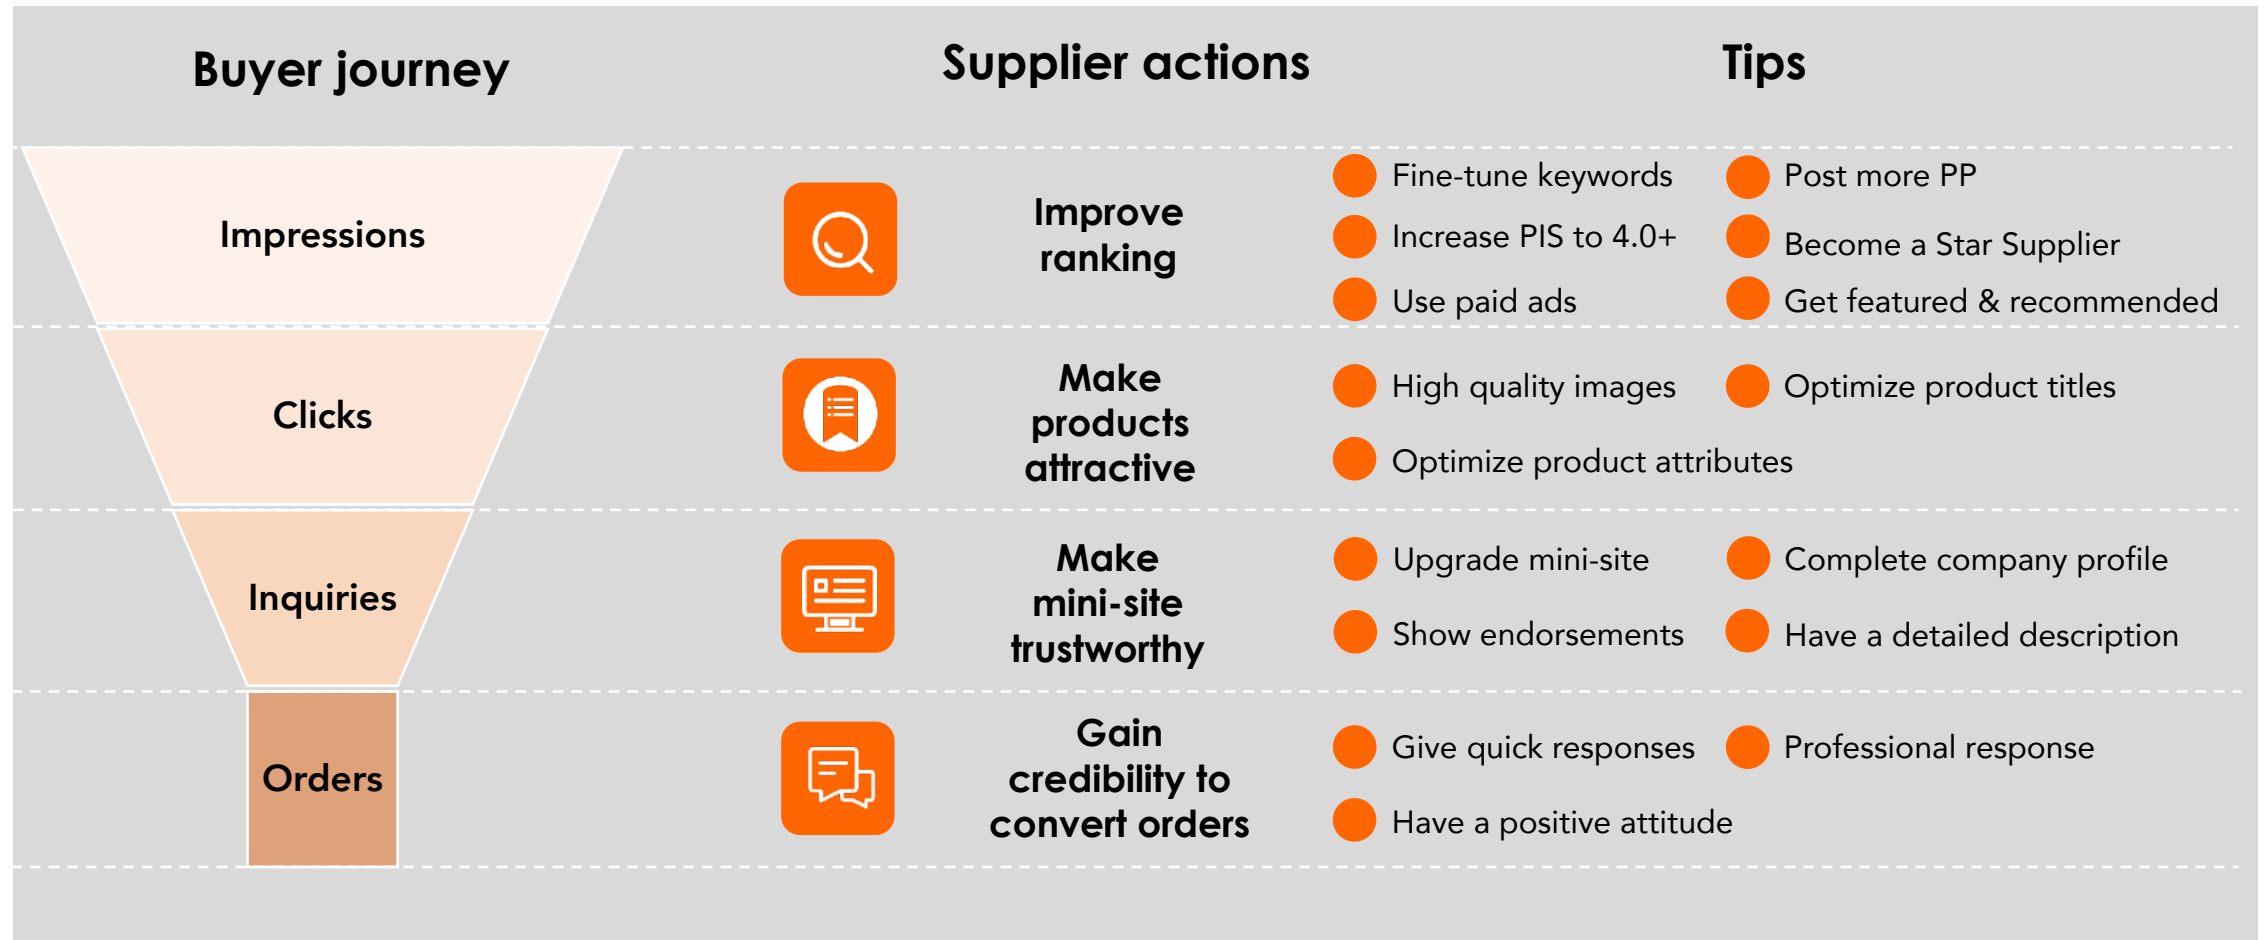 Buyer journey
Supplier actions
Tips
Impressions
Improve
ranking
Fine-tune keywords
Post more PP
Increase PIS to 4.0+
Become a Star Supplier
Use paid ads
Get featured & recommended
Clicks
Make
products
attractive
High quality images
Optimize product titles
Optimize product attributes
Inquiries
Make
mini-site
trustworthy
Upgrade mini-site
Complete company profile
Show endorsements
Have a detailed description
Orders
Gain
credibility to
convert orders
Give quick responses
Professional response
Have a positive attitude